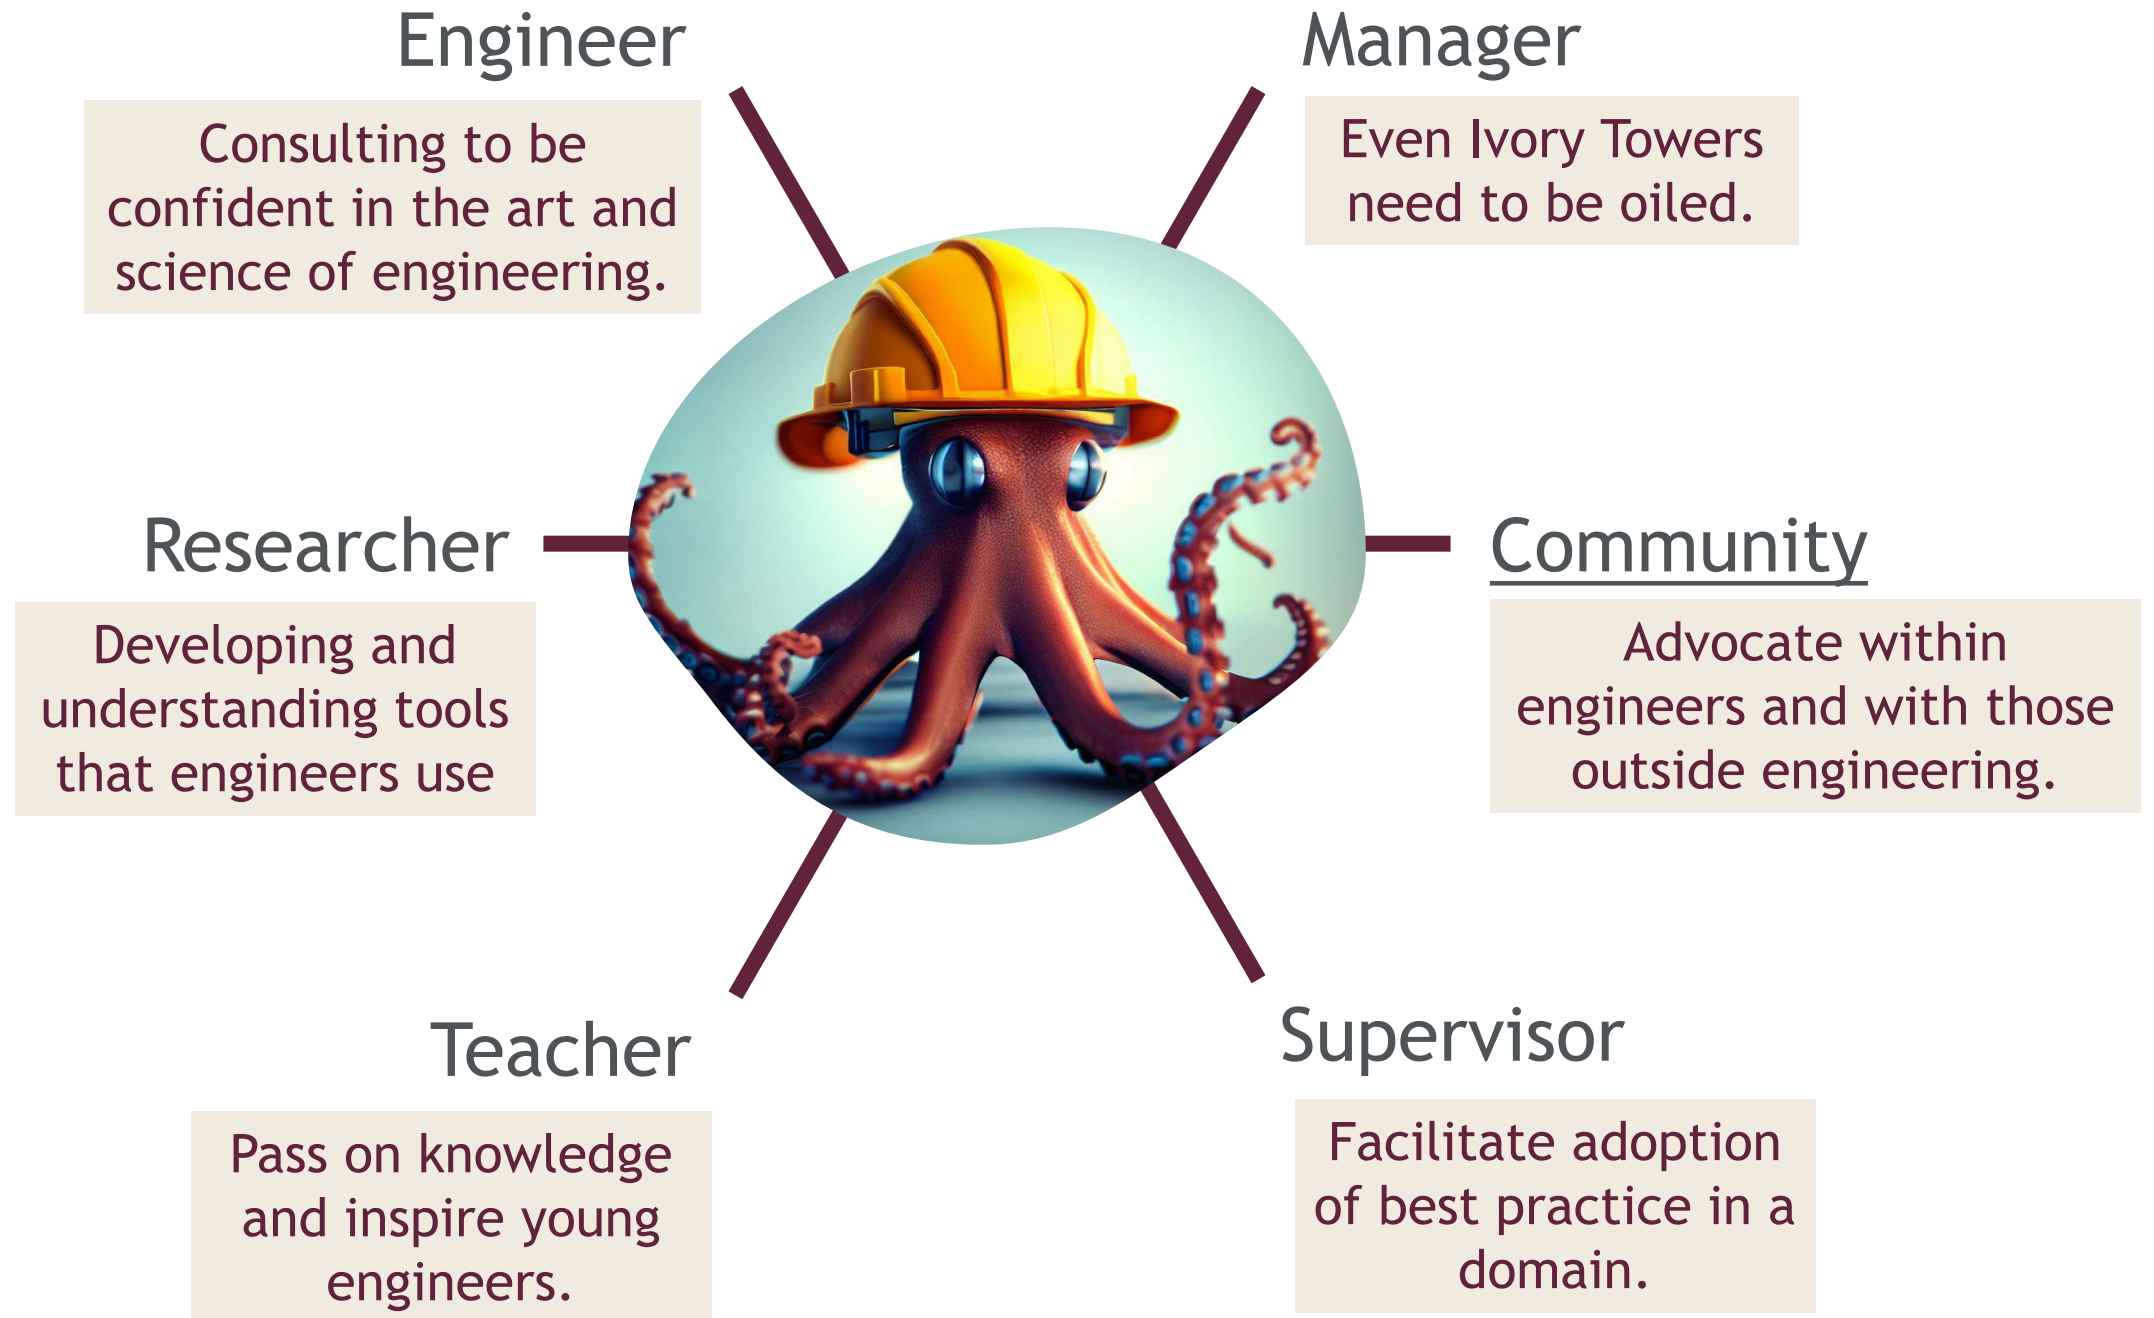 Engineer
Consulting to be
confident in the art and
science of engineering.
Manager
Even Ivory Towers
need to be oiled.
Researcher
Developing and
understanding tools
that engineers use
Community
Advocate within
engineers and with those
outside engineering.
Teacher
Pass on knowledge
and inspire young
engineers.
Supervisor
Facilitate adoption
of best practice in a
domain.